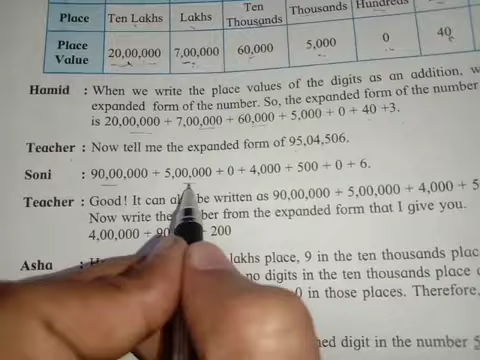 Place Ten Lakhs Lakhs Ten Thousands Thousands Hundreds
Place Value 20,00,000 7,00,000 60,000 5,000 0 40
Hamid : When we write the place values of the digits as an addition, w
expanded form of the number. So, the expanded form of the number
is 20,00,000 + 7,00,000 + 60,000 + 5,000 + 0 + 40 +3.
Teacher : Now tell me the expanded form of 95,04,506.
Soni : 90,00,000 + 5,00,000 + 0 + 4,000 + 500 + 0 + 6.
Teacher : Good! It can al be written as 90,00,000 + 5,00,000 + 4,000 + 5
Now write the ber from the expanded form that I give you.
4,00,000 + 90 + 200
Asha : lakhs place, 9 in the ten thousands plac
no digits in the ten thousands place
0 in those places. Therefore,
ed digit in the number 5